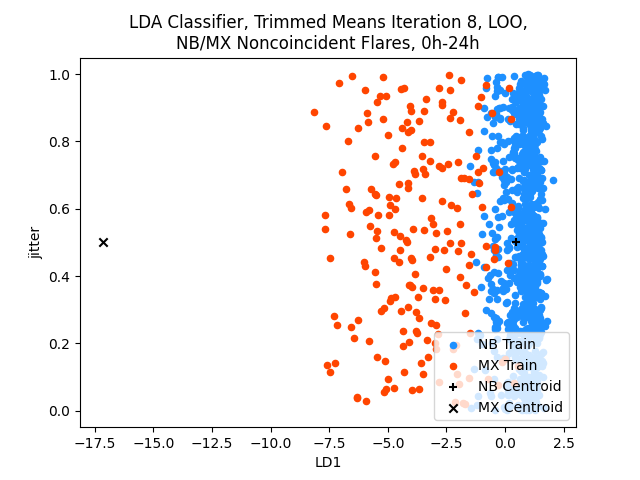 LDA Classifier, Trimmed Means Iteration 8, LOO,
NB/MX Noncoincident Flares, 0h-24h
jitter
1.0
0.8
0.6
0.4
0.2
0.0
NB Train
MX Train
NB Centroid
MX Centroid
−17.5 −15.0 −12.5 −10.0 −7.5 −5.0 −2.5 0.0 2.5
LD1